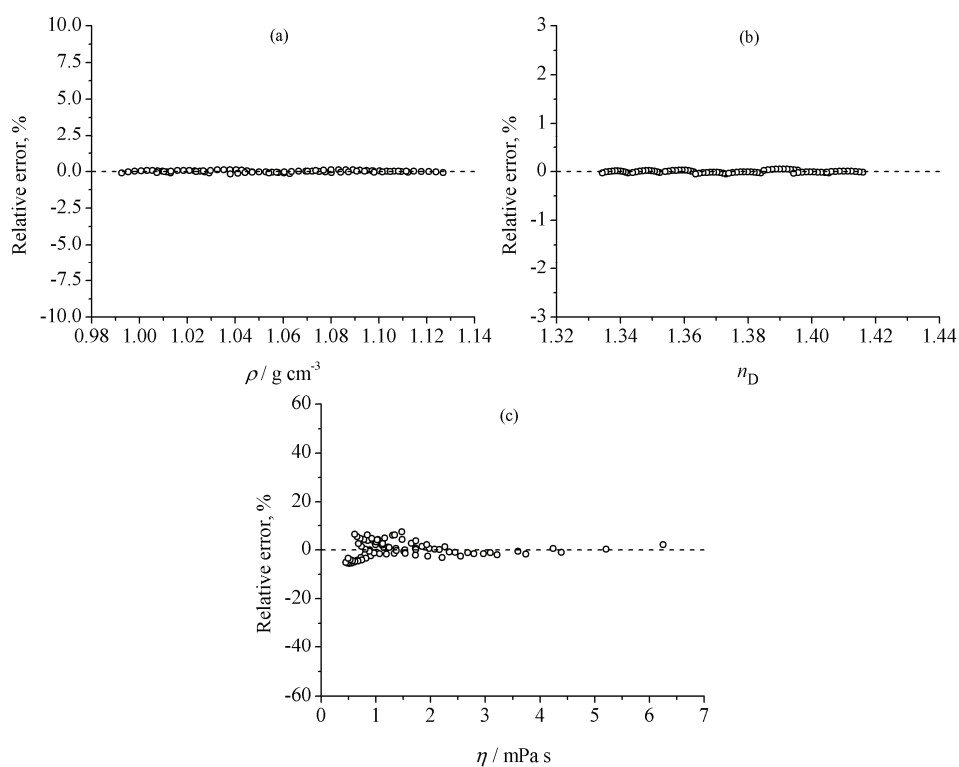 10.0
7.5
5.0
2.5
0.0
-2.5
-5.0
-7.5
-10.0
Relative error, %
(a)
0.98 1.00 1.02 1.04 1.06 1.08 1.10 1.12 1.14
ρ / g cm⁻³
3
2
1
0
-1
-2
-3
Relative error, %
(b)
1.32 1.34 1.36 1.38 1.40 1.42 1.44
n_D
60
40
20
0
-20
-40
-60
Relative error, %
(c)
0 1 2 3 4 5 6 7
η / mPa s